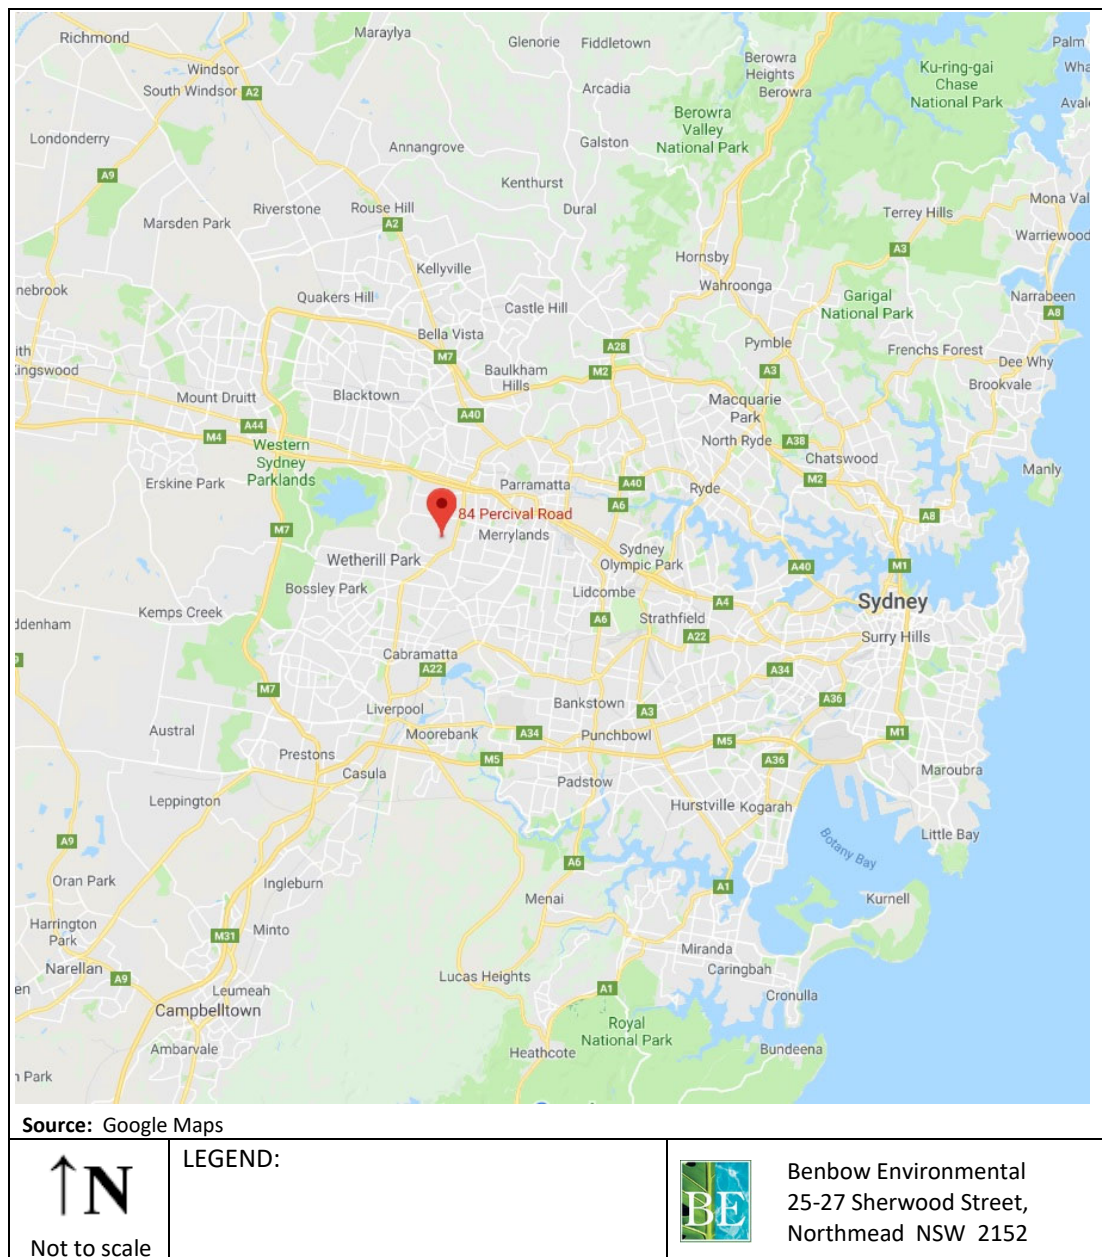 Richmond
Maraylya
Glenorie
Fiddletown
Palm
Berowra
Heights
Berowra
Ku-ring-gai
Chase
National Park
Windsor
South Windsor
A2
Arcadia
Berowra
Valley
National Park
Londonderry
Annangrove
Galston
A9
Kenthurst
Riverstone
Rouse Hill
Dural
Marsden Park
A2
Terrey Hills
Mona Val
Warriewood
A3
Hornsby
Kellyville
Wahroonga
nebrook
Quakers Hill
Castle Hill
Garigal
National Park
Narrabeen
A8
Bella Vista
A28
Pymble
Frenchs Forest
Dee Why
ith
Kingswood
M7
Baulkham
Hills
M2
A3
Brookvale
Mount Druitt
Blacktown
Macquarie
Park
A40
A44
M4
Western
Sydney
Parklands
North Ryde
A38
Chatswood
Manly
Erskine Park
Parramatta
A40
Ryde
M2
A6
A8
84 Percival Road
M7
Merrylands
Wetherill Park
Sydney
Olympic Park
A40
M1
Bossley Park
Lidcombe
A4
Sydney
Kemps Creek
ddenham
A6
Strathfield
A22
Surry Hills
Cabramatta
A22
A34
M7
Liverpool
Bankstown
A3
A36
Austral
Moorebank
A34
Punchbowl
M5
M1
Prestons
Casula
M5
A36
Maroubra
Padstow
Leppington
Hurstville
Kogarah
A9
Little Bay
Botany Bay
A6
Oran Park
Ingleburn
A1
Menai
Kurnell
Harrington
Park
M31
Minto
Miranda
Narellan
A9
Lucas Heights
Caringbah
en
Leumeah
A1
Cronulla
Campbelltown
Royal
National Park
Ambarvale
Heathcote
Bundeena
n Park
Source: Google Maps
N
Not to scale
LEGEND:
BE
Benbow Environmental
25-27 Sherwood Street,
Northmead NSW 2152